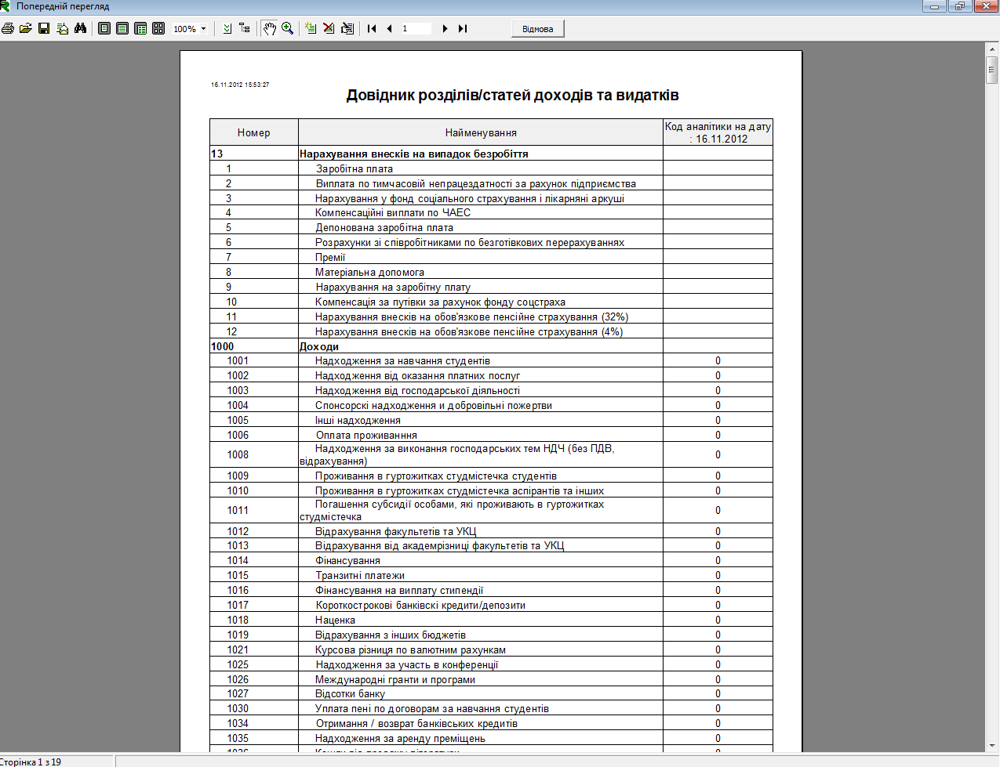 Попередній перегляд
100%
1
Відмова
16.11.2012 15:53:27
Довідник розділів/статей доходів та видатків
Номер Найменування Код аналітики на дату
: 16.11.2012
13 Нарахування внесків на випадок безробіття
1 Заробітна плата
2 Виплата по тимчасовій непрацездатності за рахунок підприємства
3 Нарахування у фонд соціального страхування і лікарняні аркуші
4 Компенсаційні виплати по ЧАЕС
5 Депонована заробітна плата
6 Розрахунки зі співробітниками по безготівкових перерахуваннях
7 Премії
8 Матеріальна допомога
9 Нарахування на заробітну плату
10 Компенсація за путівки за рахунок фонду соцстраха
11 Нарахування внесків на обов'язкове пенсійне страхування (32%)
12 Нарахування внесків на обов'язкове пенсійне страхування (4%)
1000 Доходи
1001 Надходження за навчання студентів 0
1002 Надходження від оказання платних послуг 0
1003 Надходження від господарської діяльності 0
1004 Спонсорскі надходження и добровільні пожертви 0
1005 Інші надходження 0
1006 Оплата проживанння 0
1008 Надходження за виконання господарських тем НДЧ (без ПДВ, 0
відрахування)
1009 Проживання в гуртожитках студмістечка студентів 0
1010 Проживання в гуртожитках студмістечка аспірантів та інших 0
1011 Погашення субсидії особами, які проживають в гуртожитках 0
студмістечка
1012 Відрахування факультетів та УКЦ 0
1013 Відрахування від академрізниці факультетів та УКЦ 0
1014 Фінансування 0
1015 Транзитні платежи 0
1016 Фінансування на виплату стипендії 0
1017 Короткострокові банківскі кредити/депозити 0
1018 Наценка 0
1019 Відрахування з інших бюджетів 0
1021 Курсова різниця по валютним рахункам 0
1025 Надходження за участь в конференції 0
1026 Международні гранти и програми 0
1027 Відсотки банку 0
1030 Уплата пені по договорам за навчання студентів 0
1034 Отримання / возврат банківських кредитів 0
1035 Надходження за аренду преміщень 0
Сторінка 1 з 19